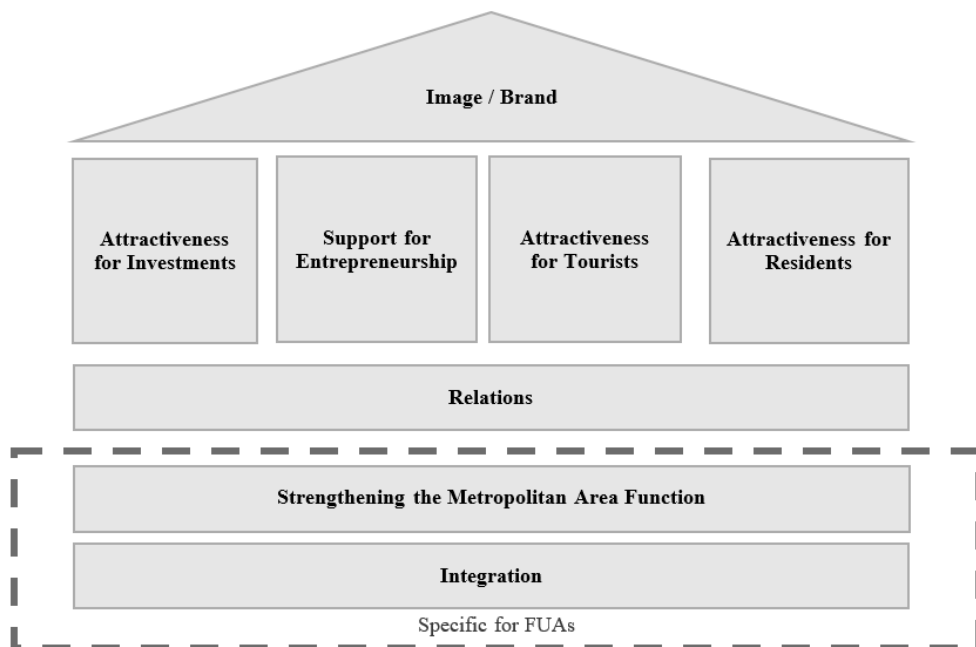 Image / Brand
Attractiveness
for Investments
Support for
Entrepreneurship
Attractiveness
for Tourists
Attractiveness for
Residents
Relations
Strengthening the Metropolitan Area Function
Integration
Specific for FUAs